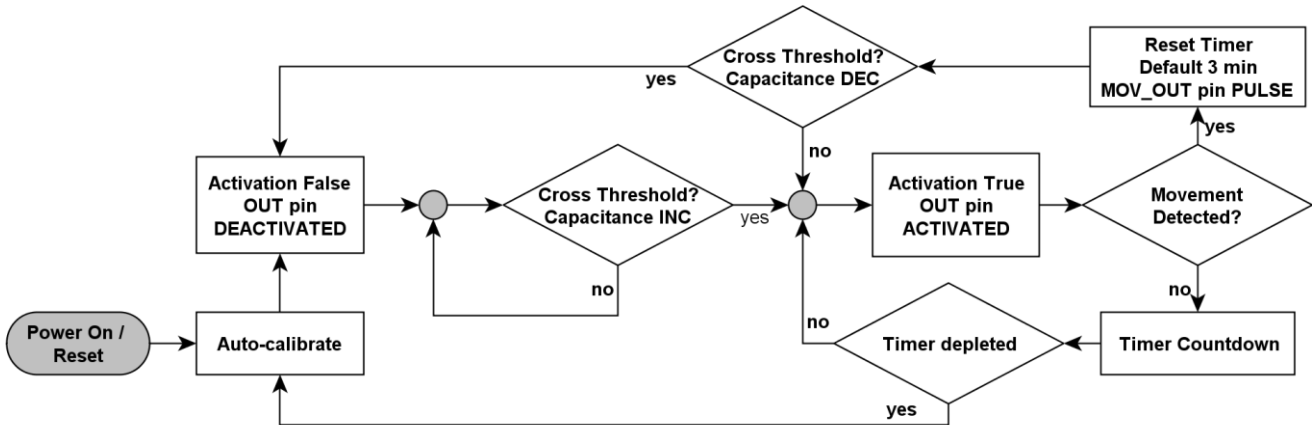 Cross Threshold?
Capacitance DEC
Reset Timer
Default 3 min
MOV_OUT pin PULSE
yes
yes
no
Activation False
OUT pin
DEACTIVATED
Cross Threshold?
Capacitance INC
yes
Activation True
OUT pin
ACTIVATED
Movement
Detected?
no
no
no
Power On /
Reset
Auto-calibrate
Timer depleted
Timer Countdown
yes